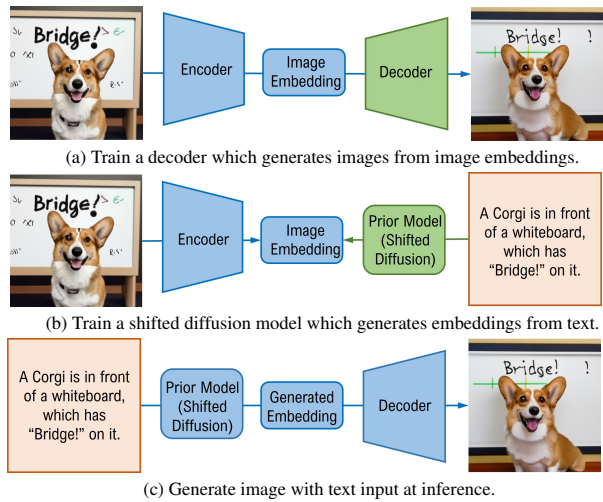 Bridge!
Encoder
Image
Embedding
Decoder
Bridge! !
(a) Train a decoder which generates images from image embeddings.
Bridge!
Encoder
Image
Embedding
Prior Model
(Shifted
Diffusion)
A Corgi is in front
of a whiteboard,
which has
“Bridge!” on it.
(b) Train a shifted diffusion model which generates embeddings from text.
A Corgi is in front
of a whiteboard,
which has
“Bridge!” on it.
Prior Model
(Shifted
Diffusion)
Generated
Embedding
Decoder
Bridge! !
(c) Generate image with text input at inference.